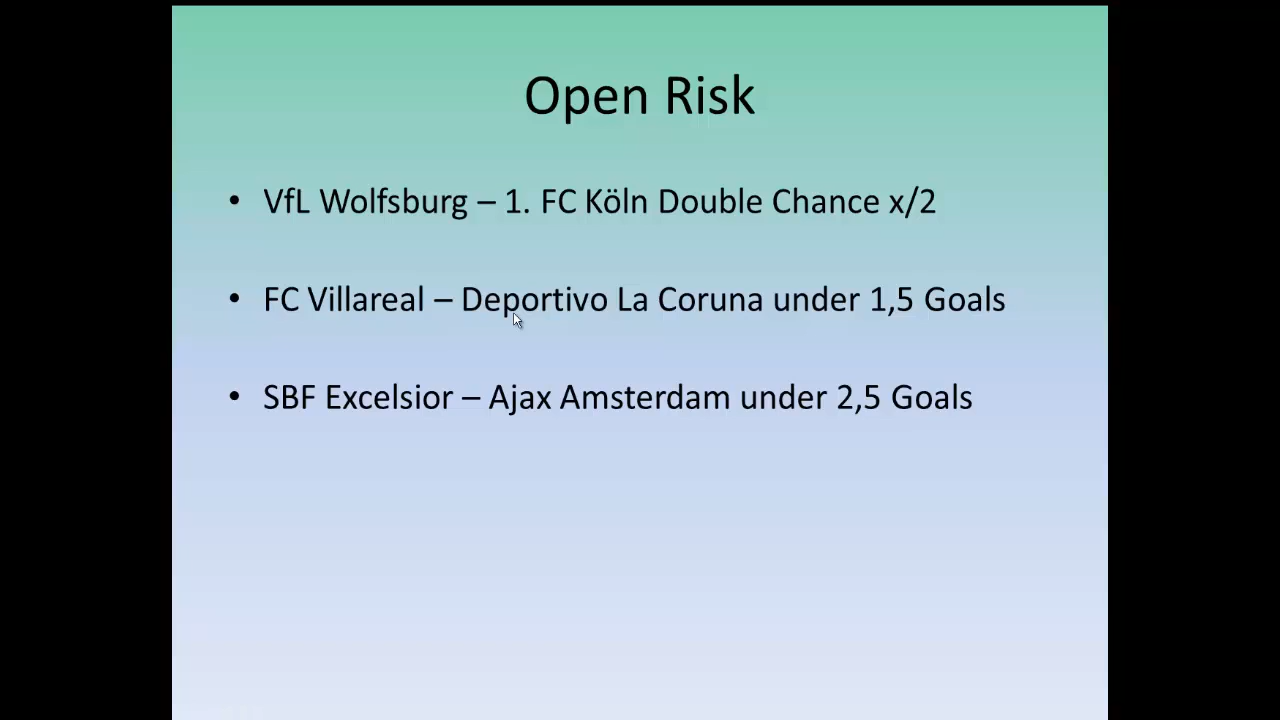 Open Risk
• VfL Wolfsburg – 1. FC Köln Double Chance x/2
• FC Villareal – Deportivo La Coruna under 1,5 Goals
• SBF Excelsior – Ajax Amsterdam under 2,5 Goals